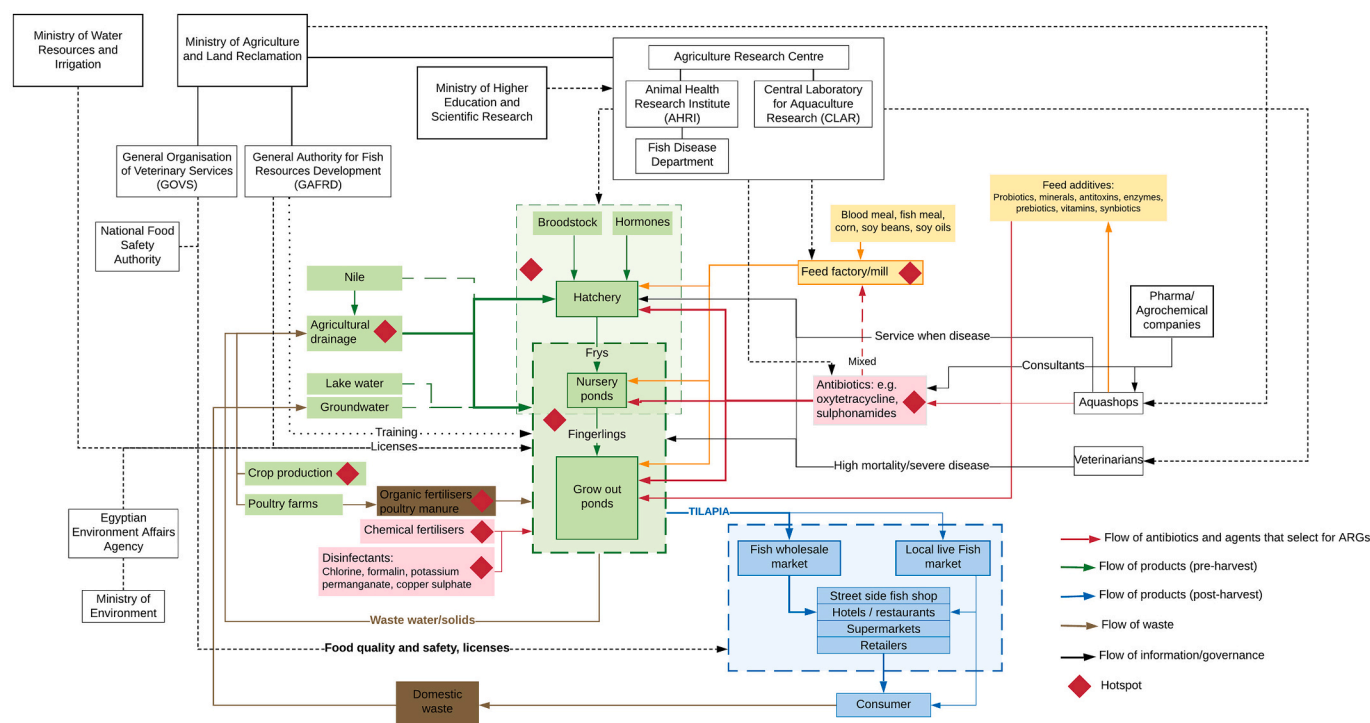 Ministry of Water
Resources and
Irrigation
Ministry of Agriculture
and Land Reclamation
Ministry of Higher
Education and
Scientific Research
Agriculture Research Centre
Animal Health
Research Institute
(AHRI)
Central Laboratory
for Aquaculture
Research (CLAR)
Fish Disease
Department
General Organisation
of Veterinary Services
(GOVS)
General Authority for Fish
Resources Development
(GAFRD)
National Food
Safety
Authority
Feed additives:
Probiotics, minerals, antitoxins, enzymes,
prebiotics, vitamins, synbiotics
Broodstock
Hormones
Blood meal, fish meal,
corn, soy beans, soy oils
Nile
Feed factory/mill
Hatchery
Agricultural
drainage
Pharma/
Agrochemical
companies
Service when disease
Frys
Mixed
Consultants
Lake water
Groundwater
Nursery
ponds
Antibiotics: e.g.
oxytetracycline,
sulphonamides
Aquashops
Training
Licenses
Fingerlings
Crop production
High mortality/severe disease
Veterinarians
Poultry farms
Organic fertilisers
poultry manure
Grow out
ponds
Egyptian
Environment Affairs
Agency
Chemical fertilisers
TILAPIA
Disinfectants:
Chlorine, formalin, potassium
permanganate, copper sulphate
Fish wholesale
market
Local live Fish
market
Ministry of
Environment
Street side fish shop
Hotels / restaurants
Supermarkets
Retailers
Waste water/solids
Food quality and safety, licenses
Domestic
waste
Consumer
Flow of antibiotics and agents that select for ARGs
Flow of products (pre-harvest)
Flow of products (post-harvest)
Flow of waste
Flow of information/governance
Hotspot